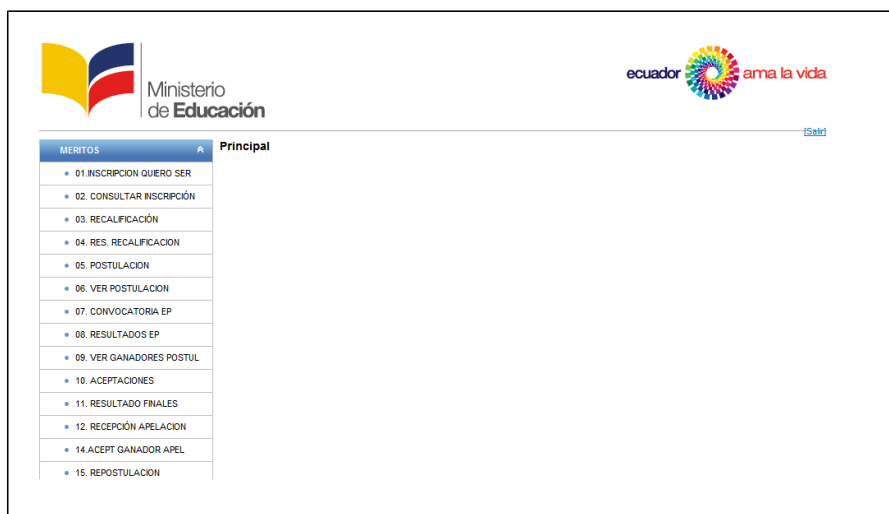 Ministerio
de Educación
ecuador ama la vida
[Salir]
MERITOS
Principal
01.INSCRIPCION QUIERO SER
02. CONSULTAR INSCRIPCIÓN
03. RECALIFICACIÓN
04. RES. RECALIFICACION
05. POSTULACION
06. VER POSTULACION
07. CONVOCATORIA EP
08. RESULTADOS EP
09. VER GANADORES POSTUL
10. ACEPTACIONES
11. RESULTADO FINALES
12. RECEPCIÓN APELACION
14.ACEPT GANADOR APEL
15. REPOSTULACION